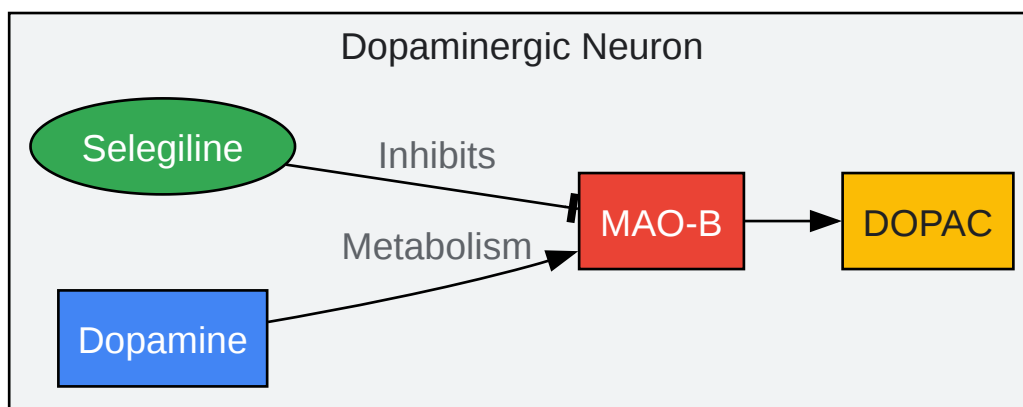 Dopaminergic Neuron
Selegiline
Inhibits
MAO-B
DOPAC
Metabolism
Dopamine